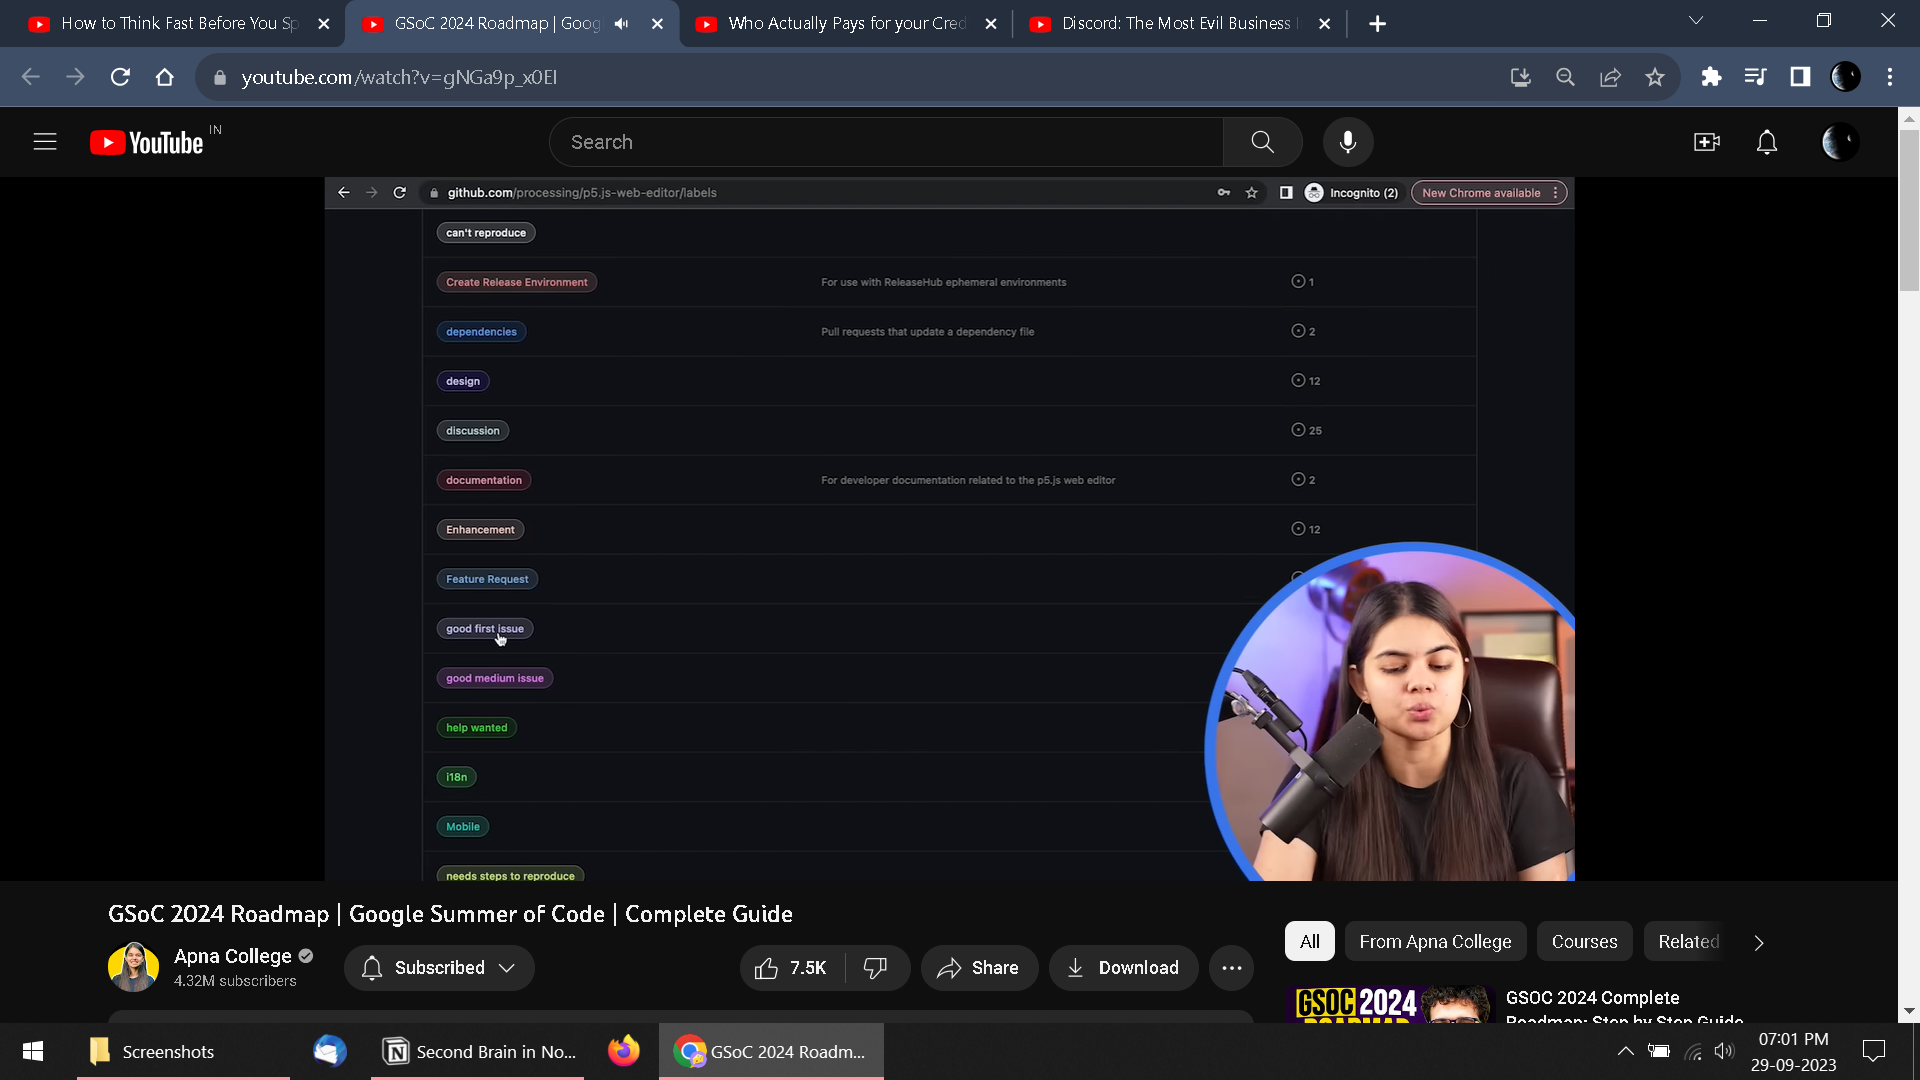 How to Think Fast Before You Sp
GSoC 2024 Roadmap | Goog
Who Actually Pays for your Cred
Discord: The Most Evil Business
youtube.com/watch?v=gNGa9p_x0EI
YouTube IN
Search
github.com/processing/p5.js-web-editor/labels
Incognito (2)
New Chrome available
can't reproduce
Create Release Environment For use with ReleaseHub ephemeral environments 1
dependencies Pull requests that update a dependency file 2
design 12
discussion 25
documentation For developer documentation related to the p5.js web editor 2
Enhancement 12
Feature Request
good first issue
good medium issue
help wanted
i18n
Mobile
needs steps to reproduce
GSoC 2024 Roadmap | Google Summer of Code | Complete Guide
Apna College
4.32M subscribers
Subscribed
7.5K
Share
Download
All
From Apna College
Courses
Related
GSOC 2024
GSOC 2024 Complete
Roadmap: Step by Step Guide
Screenshots
Second Brain in No...
GSoC 2024 Roadm...
07:01 PM
29-09-2023